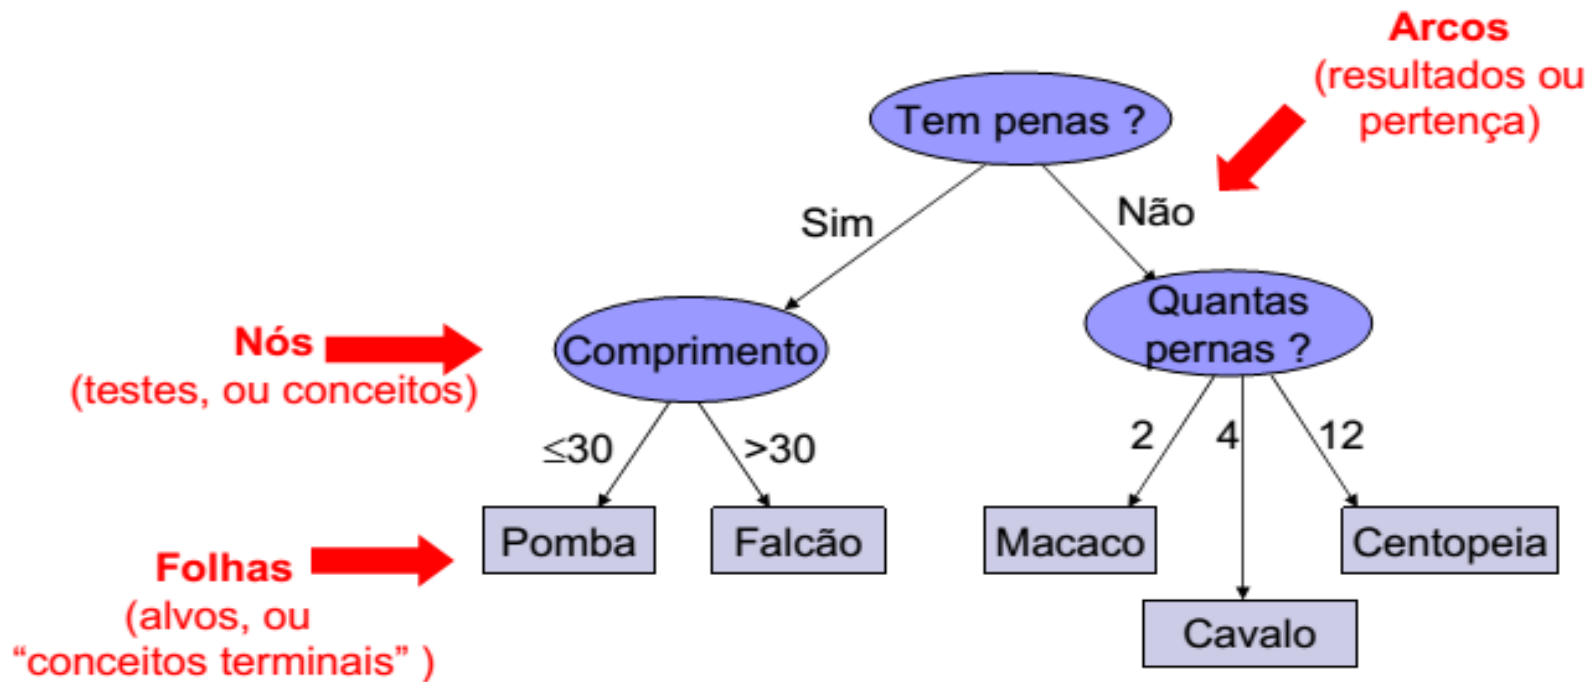 Arcos
(resultados ou
pertença)
Tem penas ?
Sim
Não
Nós
(testes, ou conceitos)
Comprimento
Quantas
pernas ?
≤30
>30
2
4
12
Folhas
(alvos, ou
“conceitos terminais” )
Pomba
Falcão
Macaco
Centopeia
Cavalo